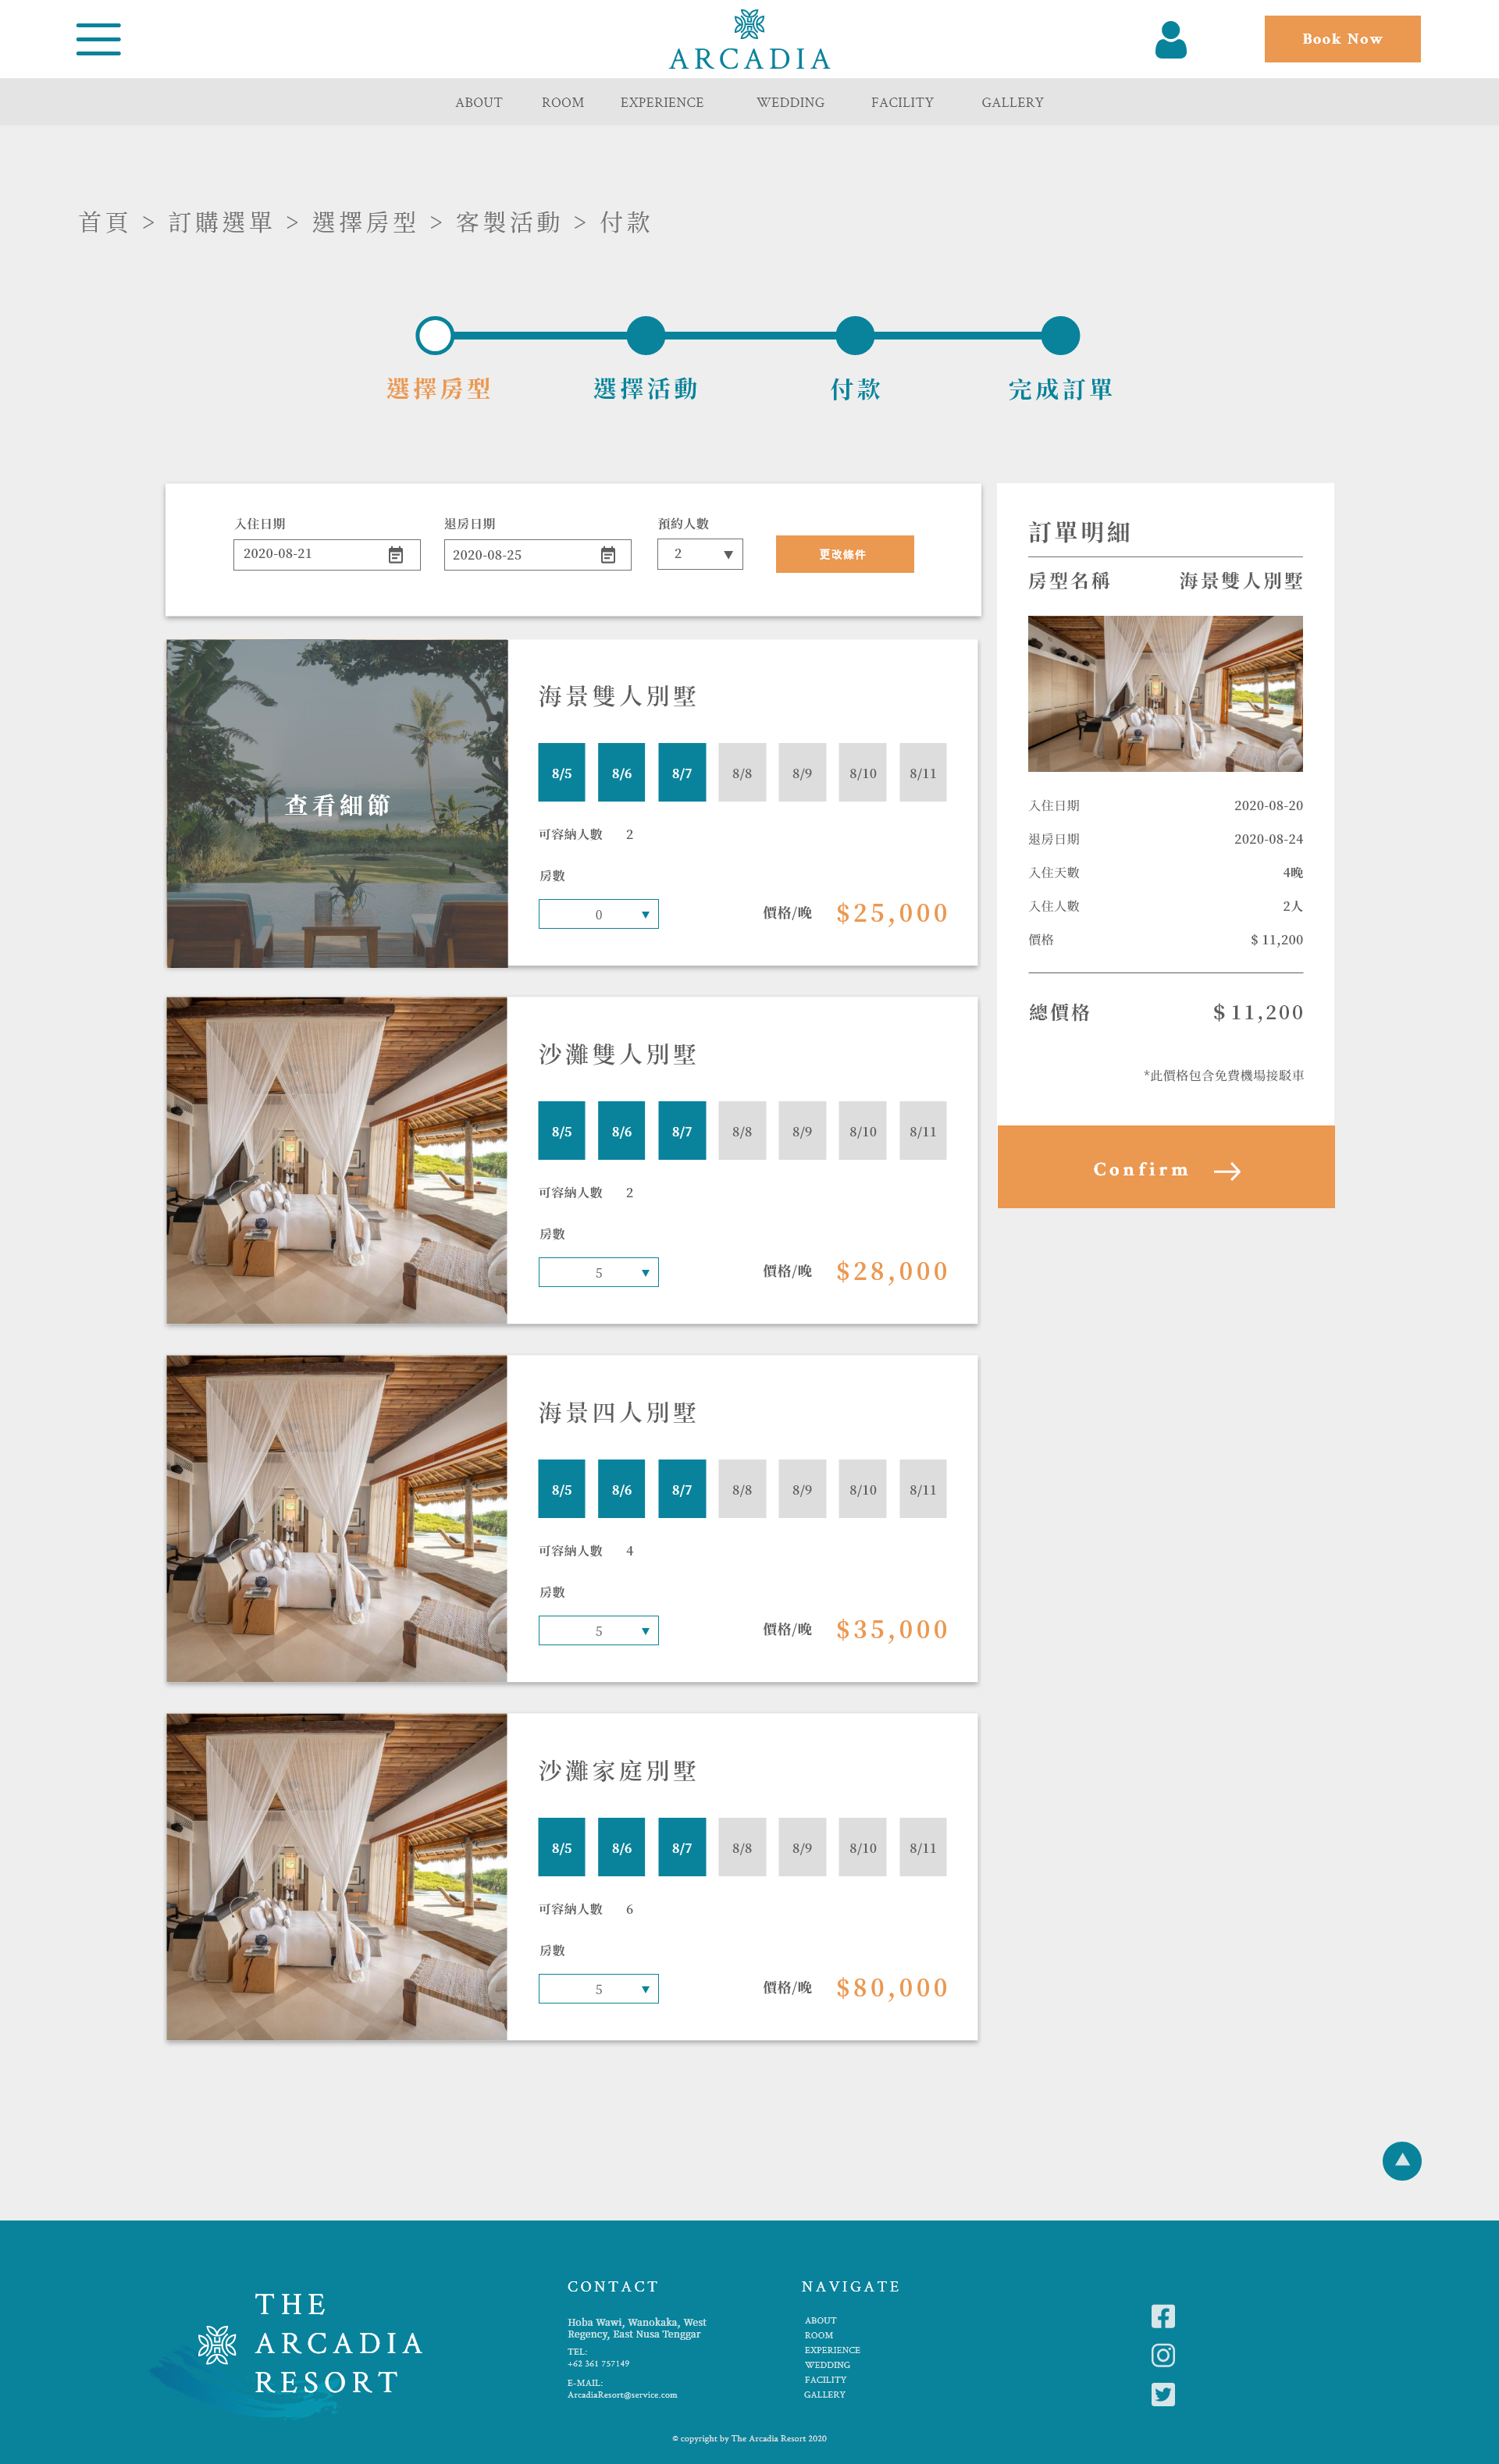 ARCADIA
Book Now
ABOUT ROOM EXPERIENCE WEDDING FACILITY GALLERY
首頁 > 訂購選單 > 選擇房型 > 客製活動 > 付款
選擇房型 選擇活動 付款 完成訂單
入住日期 退房日期 預約人數
2020-08-21 2020-08-25 2 更改條件
查看細節
海景雙人別墅
8/5 8/6 8/7 8/8 8/9 8/10 8/11
可容納人數 2
房數
0 價格/晚 $25,000
沙灘雙人別墅
8/5 8/6 8/7 8/8 8/9 8/10 8/11
可容納人數 2
房數
5 價格/晚 $28,000
海景四人別墅
8/5 8/6 8/7 8/8 8/9 8/10 8/11
可容納人數 4
房數
5 價格/晚 $35,000
沙灘家庭別墅
8/5 8/6 8/7 8/8 8/9 8/10 8/11
可容納人數 6
房數
5 價格/晚 $80,000
訂單明細
房型名稱 海景雙人別墅
入住日期 2020-08-20
退房日期 2020-08-24
入住天數 4晚
入住人數 2人
價格 $ 11,200
總價格 $ 11,200
*此價格包含免費機場接駁車
Confirm
THE
ARCADIA
RESORT
CONTACT
Hoba Wawi, Wanokaka, West
Regency, East Nusa Tenggar
TEL:
+62 361 757149
E-MAIL:
ArcadiaResort@service.com
NAVIGATE
ABOUT
ROOM
EXPERIENCE
WEDDING
FACILITY
GALLERY
© copyright by The Arcadia Resort 2020